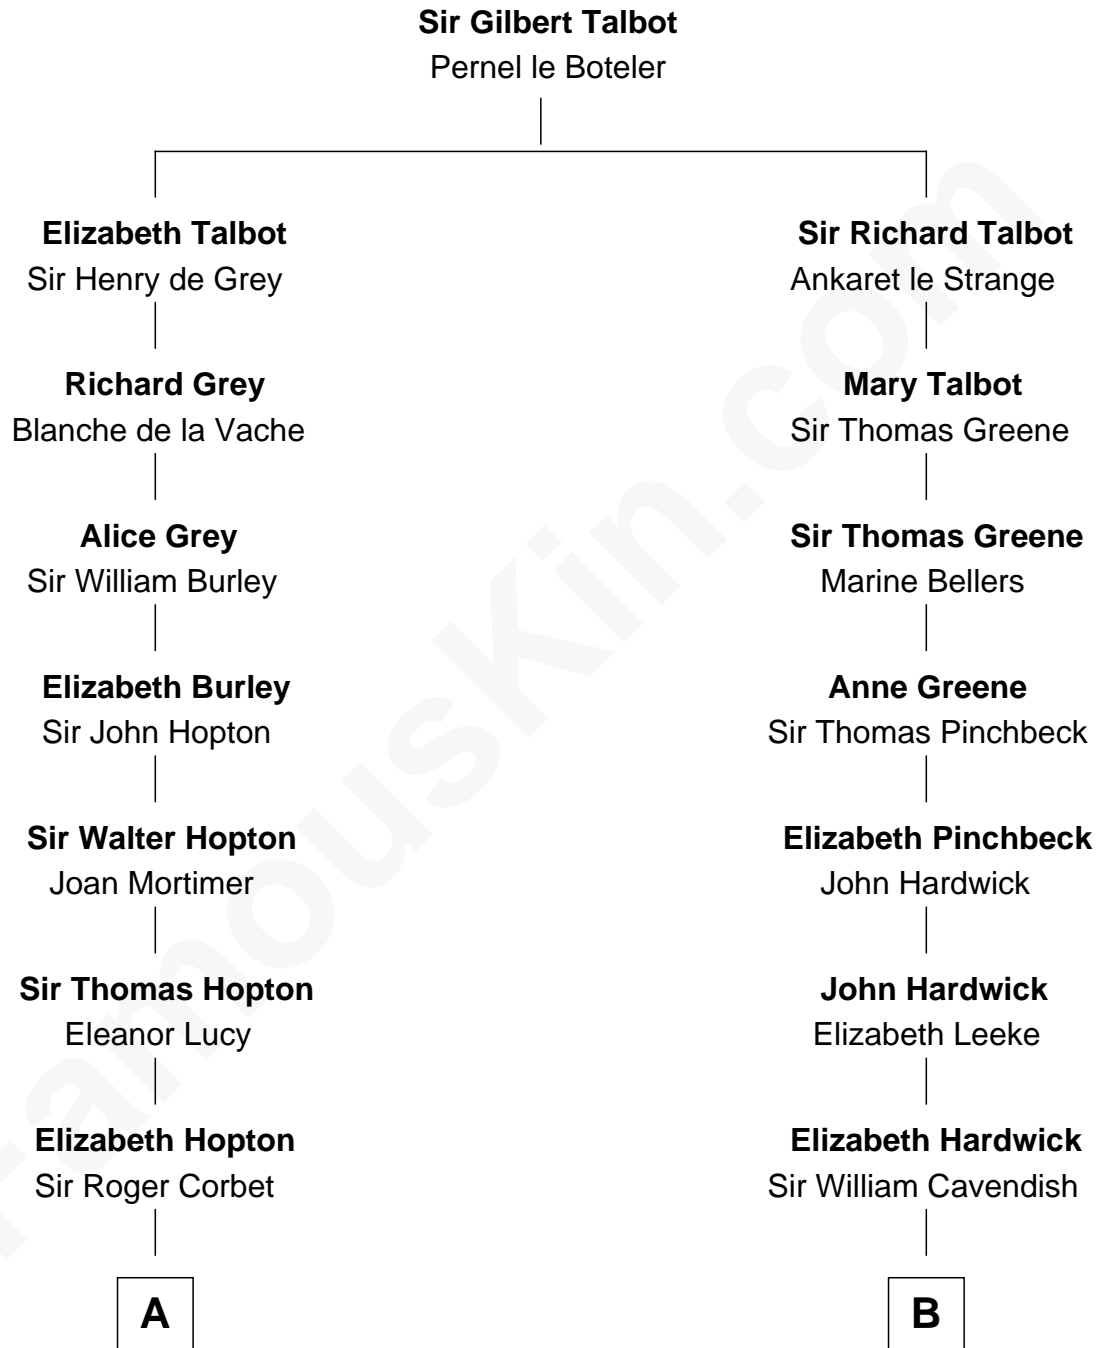 Sir Gilbert Talbot
Pernel le Boteler
Elizabeth Talbot
Sir Henry de Grey
Richard Grey
Blanche de la Vache
Alice Grey
Sir William Burley
Elizabeth Burley
Sir John Hopton
Sir Walter Hopton
Joan Mortimer
Sir Thomas Hopton
Eleanor Lucy
Elizabeth Hopton
Sir Roger Corbet
A
Sir Richard Talbot
Ankaret le Strange
Mary Talbot
Sir Thomas Greene
Sir Thomas Greene
Marine Bellers
Anne Greene
Sir Thomas Pinchbeck
Elizabeth Pinchbeck
John Hardwick
John Hardwick
Elizabeth Leeke
Elizabeth Hardwick
Sir William Cavendish
B
FamousKin.com